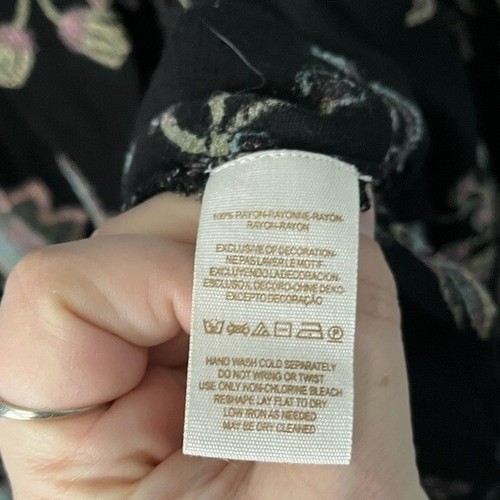 100% RAYON-RAYONNE-RAYON-
RAYON-RAYON
EXCLUSIVE OF DECORATION-
NE PAS LAVER LE MOTIF
EXCLUYENDO LA DECORACION-
ESCLUSO IL DECORO-OHNE DEKO-
EXCEPTO DECORAÇÃO
HAND WASH COLD SEPARATELY
DO NOT WRING OR TWIST
USE ONLY NON-CHLORINE BLEACH
RESHAPE LAY FLAT TO DRY
LOW IRON AS NEEDED
MAY BE DRY CLEANED